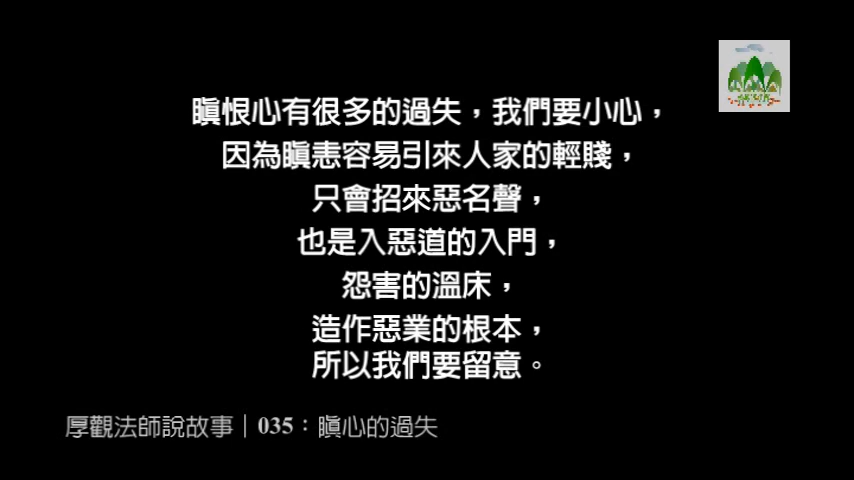 瞋恨心有很多的過失，我們要小心，
因為瞋恚容易引來人家的輕賤，
只會招來惡名聲，
也是入惡道的入門，
怨害的溫床，
造作惡業的根本，
所以我們要留意。
厚觀法師說故事｜035：瞋心的過失